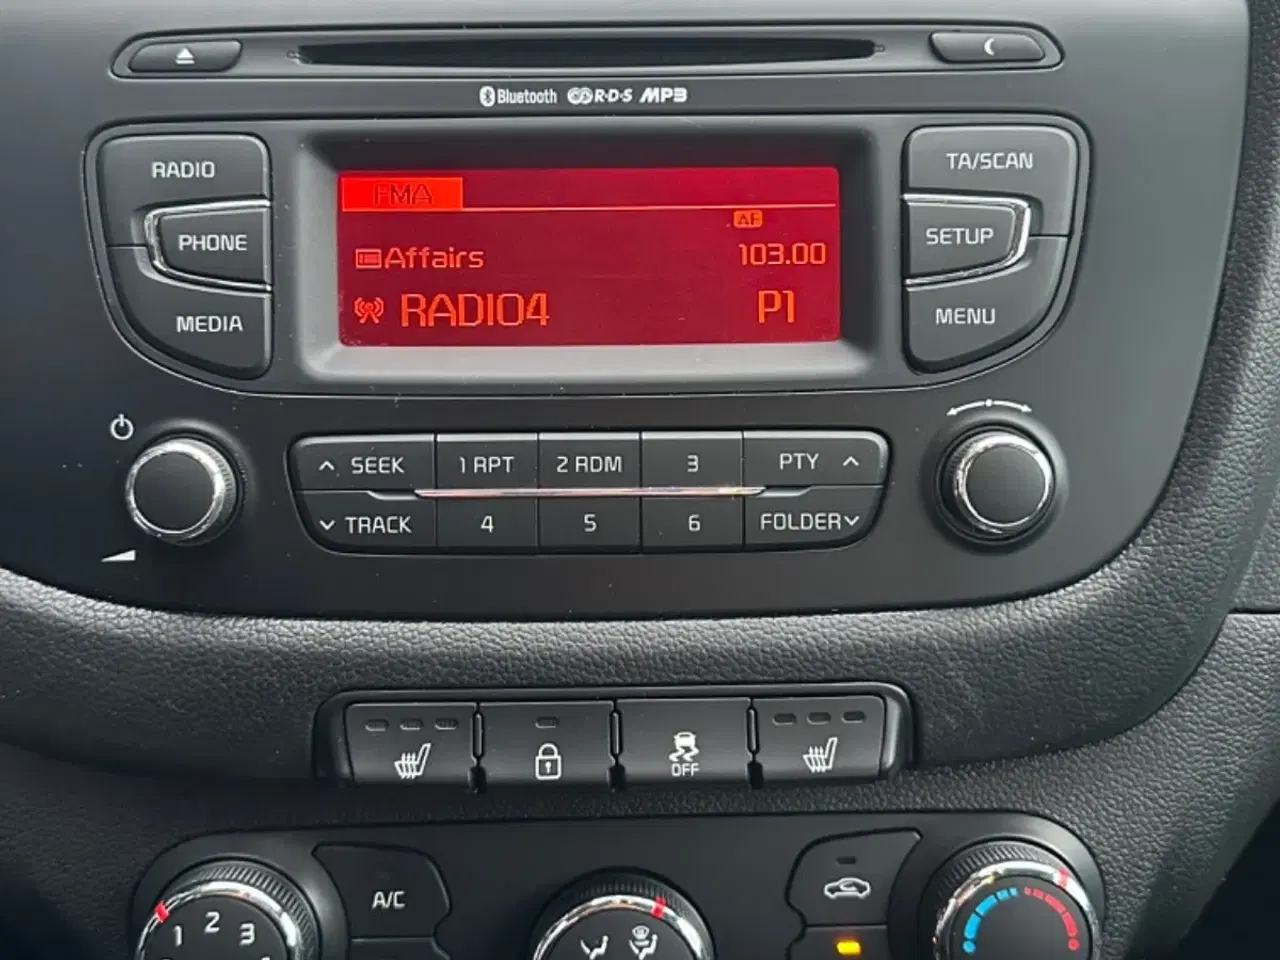 Bluetooth R·D·S MP3
RADIO
TA/SCAN
FMA
AF
PHONE
SETUP
Affairs 103.00
MEDIA
MENU
RADIO4 P1
SEEK 1 RPT 2 RDM 3 PTY
TRACK 4 5 6 FOLDER
OFF
A/C
1 2 3